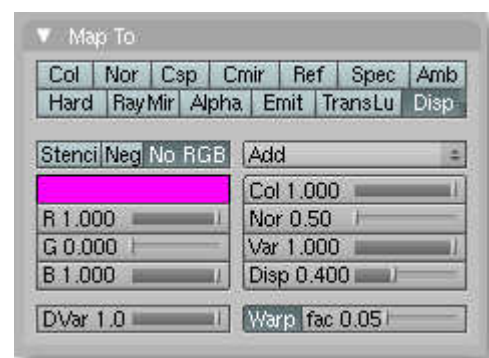 Map To
Col Nor Csp Cmir Ref Spec Amb
Hard RayMir Alpha Emit TransLu Disp
Stenci Neg No RGB Add
Col 1.000
R 1.000 Nor 0.50
G 0.000 Var 1.000
B 1.000 Disp 0.400
DVar 1.0 Warp fac 0.05